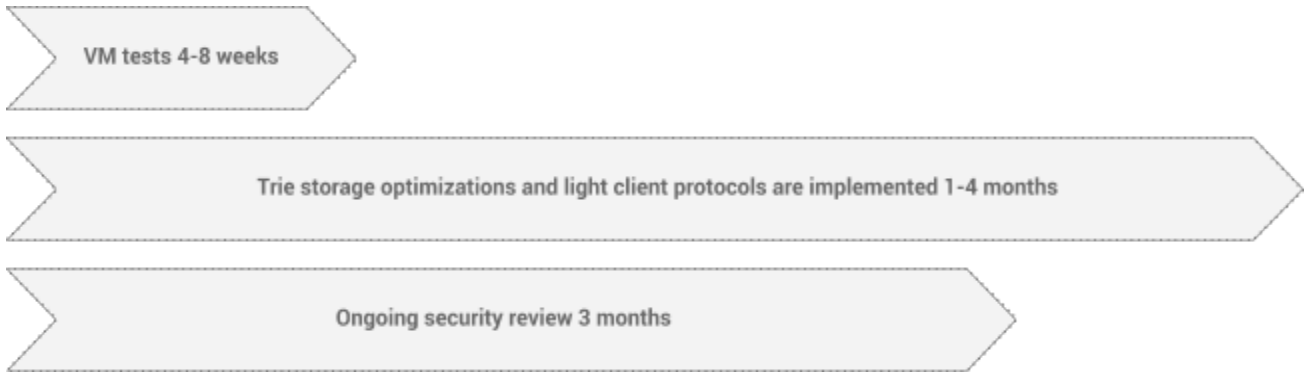 VM tests 4-8 weeks
Trie storage optimizations and light client protocols are implemented 1-4 months
Ongoing security review 3 months